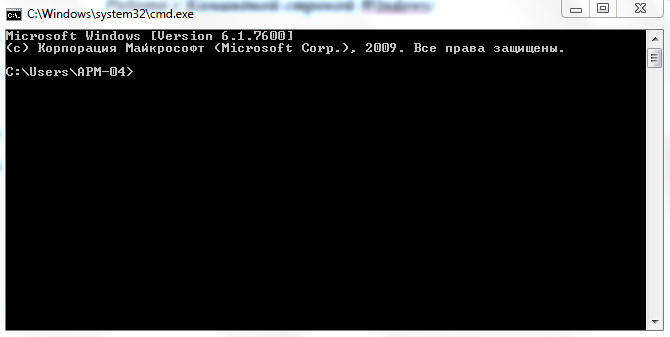 C:\Windows\system32\cmd.exe
Microsoft Windows [Version 6.1.7600]
(c) Корпорация Майкрософт (Microsoft Corp.), 2009. Все права защищены.
C:\Users\APM-04>